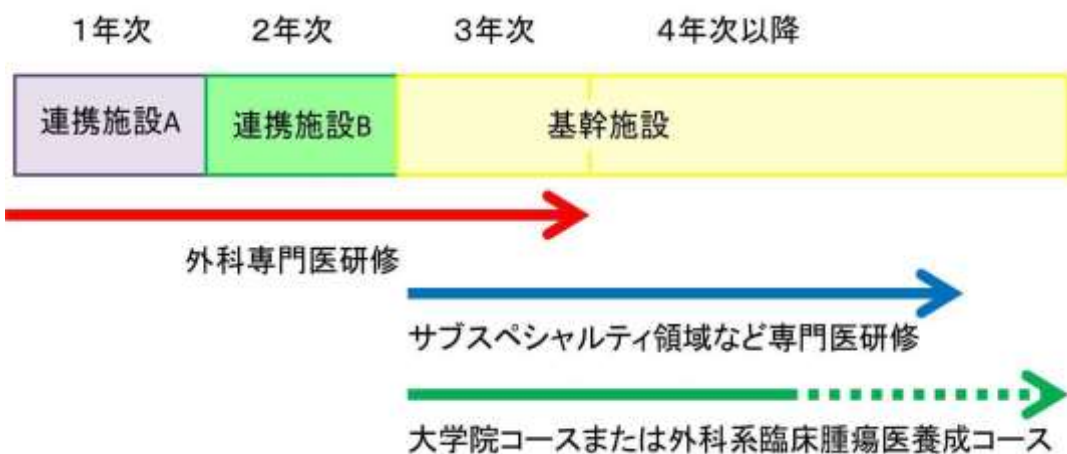 1年次 2年次 3年次 4年次以降
連携施設A 連携施設B 基幹施設
外科専門医研修
サブスペシャルティ領域など専門医研修
大学院コースまたは外科系臨床腫瘍医養成コース